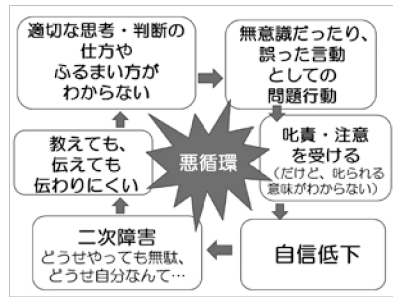 適切な思考・判断の
仕方や
ふるまい方が
わからない
無意識だったり、
誤った言動
としての
問題行動
叱責・注意
を受ける
(だけど、叱られる
意味がわからない)
自信低下
二次障害
どうせやっても無駄、
どうせ自分なんて…
教えても、
伝えても
伝わりにくい
悪循環